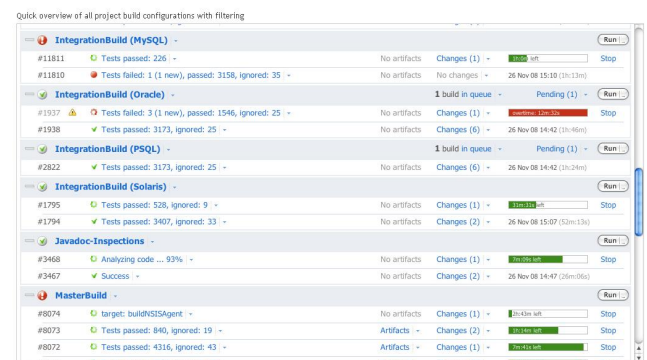 Quick overview of all project build configurations with filtering
IntegrationBuild (MySQL) Run ...
#11811 Tests passed: 226 No artifacts Changes (1) left Stop
#11810 Tests failed: 1 (1 new), passed: 3158, ignored: 35 No artifacts No changes 26 Nov 08 15:10 (1h:13m)
IntegrationBuild (Oracle) 1 build in queue Pending (1) Run ...
#1937 Tests failed: 3 (1 new), passed: 1546, ignored: 25 No artifacts Changes (1) overtime: 12m:32s Stop
#1938 Tests passed: 3173, ignored: 25 No artifacts Changes (6) 26 Nov 08 14:42 (1h:46m)
IntegrationBuild (PSQL) 1 build in queue Pending (1) Run ...
#2822 Tests passed: 3173, ignored: 25 No artifacts Changes (6) 26 Nov 08 14:42 (1h:24m)
IntegrationBuild (Solaris) Run ...
#1795 Tests passed: 528, ignored: 9 No artifacts Changes (1) 31m:31s left Stop
#1794 Tests passed: 3407, ignored: 33 No artifacts Changes (2) 26 Nov 08 15:07 (52m:13s)
Javadoc-Inspections Run ...
#3468 Analyzing code ... 93% No artifacts Changes (1) 7m:09s left Stop
#3467 Success No artifacts Changes (2) 26 Nov 08 14:47 (26m:06s)
MasterBuild Run ...
#8074 target: buildNSISAgent No artifacts Changes (1) 2h:43m left Stop
#8073 Tests passed: 840, ignored: 19 Artifacts Changes (2) 1h:14m left Stop
#8072 Tests passed: 4316, ignored: 43 Artifacts Changes (1) 7m:41s left Stop